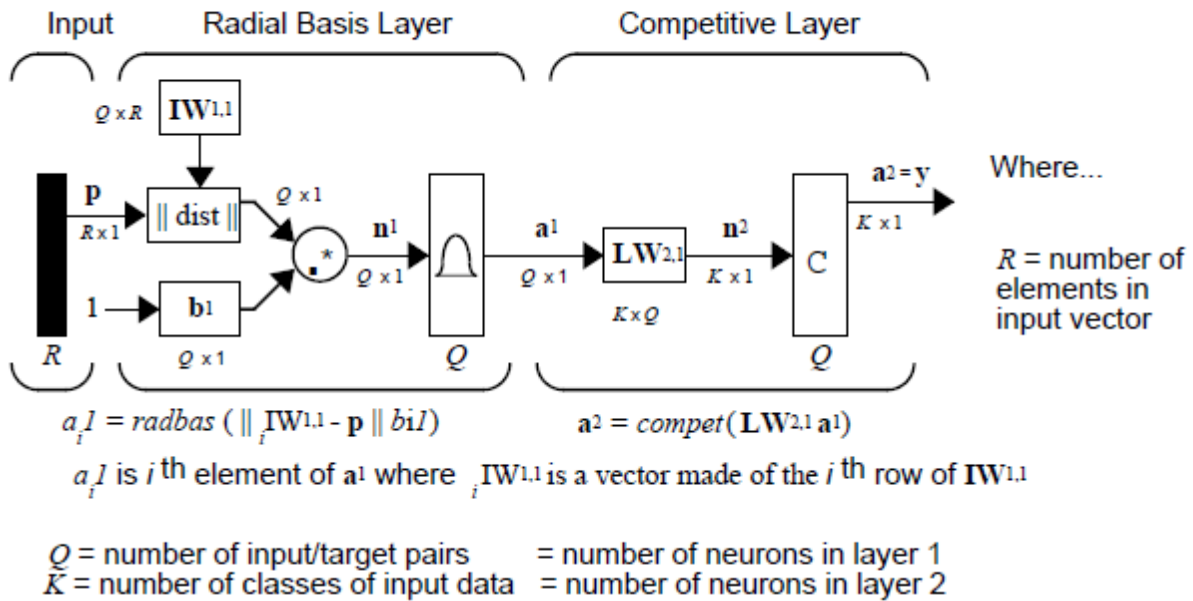 Input Radial Basis Layer Competitive Layer
Q x R IW1,1
p
R x 1
|| dist ||
Q x 1
1
b1
Q x 1
R
.*
n1
Q x 1
Q
a1
Q x 1
LW2,1
K x Q
n2
K x 1
C
Q
a2 = y
K x 1
Where...
R = number of
elements in
input vector
ai1 = radbas ( || iIW1,1 - p || bi1)
a2 = compet( LW2,1 a1)
ai1 is i th element of a1 where iIW1,1 is a vector made of the i th row of IW1,1
Q = number of input/target pairs = number of neurons in layer 1
K = number of classes of input data = number of neurons in layer 2